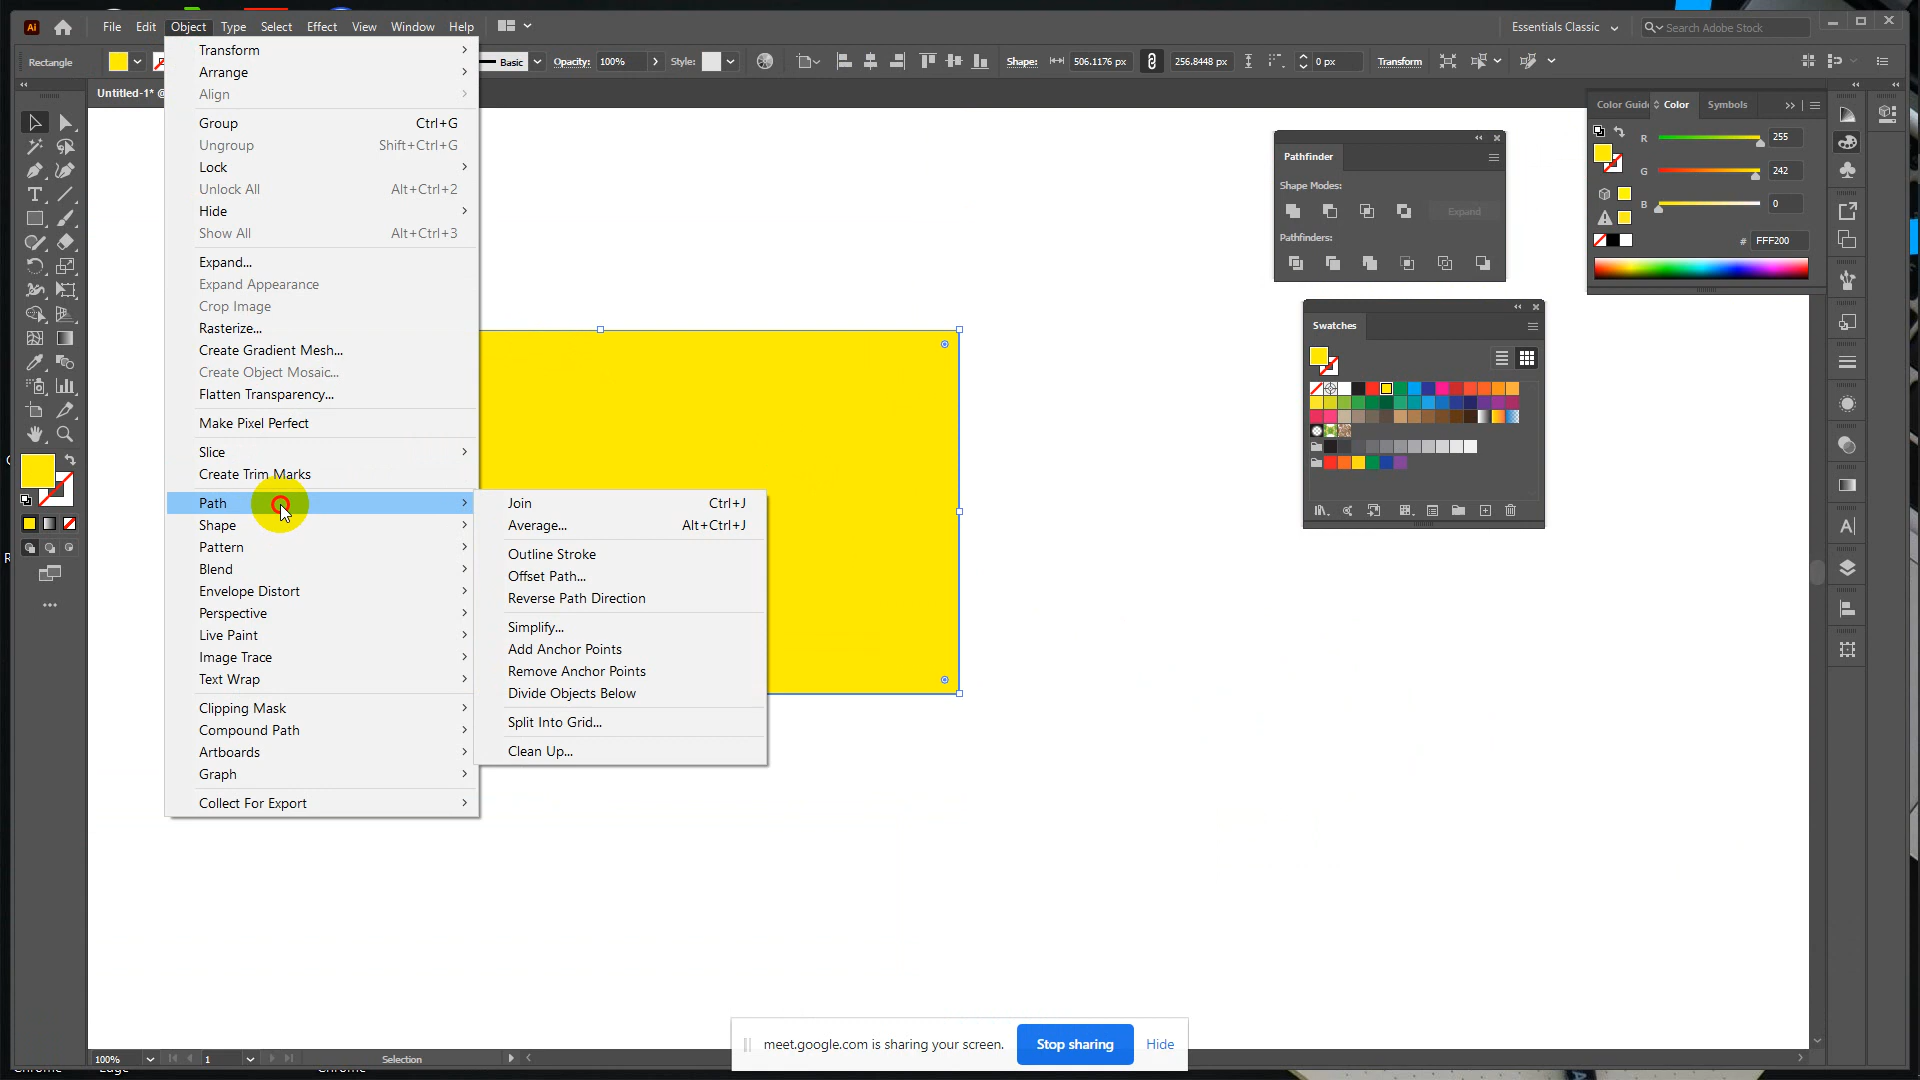 Ai File Edit Object Type Select Effect View Window Help Essentials Classic Search Adobe Stock
Rectangle Basic Opacity: 100% Style: Shape: 506.1176 px 256.8448 px 0 px Transform
Untitled-1* @
Transform
Arrange
Align
Group Ctrl+G
Ungroup Shift+Ctrl+G
Lock
Unlock All Alt+Ctrl+2
Hide
Show All Alt+Ctrl+3
Expand...
Expand Appearance
Crop Image
Rasterize...
Create Gradient Mesh...
Create Object Mosaic...
Flatten Transparency...
Make Pixel Perfect
Slice
Create Trim Marks
Path
Shape
Pattern
Blend
Envelope Distort
Perspective
Live Paint
Image Trace
Text Wrap
Clipping Mask
Compound Path
Artboards
Graph
Collect For Export
Join Ctrl+J
Average... Alt+Ctrl+J
Outline Stroke
Offset Path...
Reverse Path Direction
Simplify...
Add Anchor Points
Remove Anchor Points
Divide Objects Below
Split Into Grid...
Clean Up...
Pathfinder
Shape Modes:
Expand
Pathfinders:
Swatches
Color Guide Color Symbols
R 255
G 242
B 0
# FFF200
100% 1 Selection
meet.google.com is sharing your screen. Stop sharing Hide